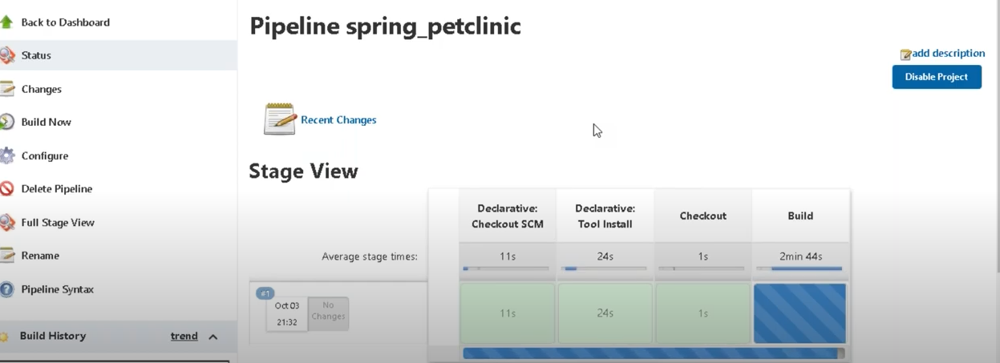 Back to Dashboard
Status
Changes
Build Now
Configure
Delete Pipeline
Full Stage View
Rename
Pipeline Syntax
Build History trend
Pipeline spring_petclinic
add description
Disable Project
Recent Changes
Stage View
Declarative: Checkout SCM
Declarative: Tool Install
Checkout
Build
Average stage times:
11s
24s
1s
2min 44s
#1
Oct 03
21:32
No
Changes
11s
24s
1s